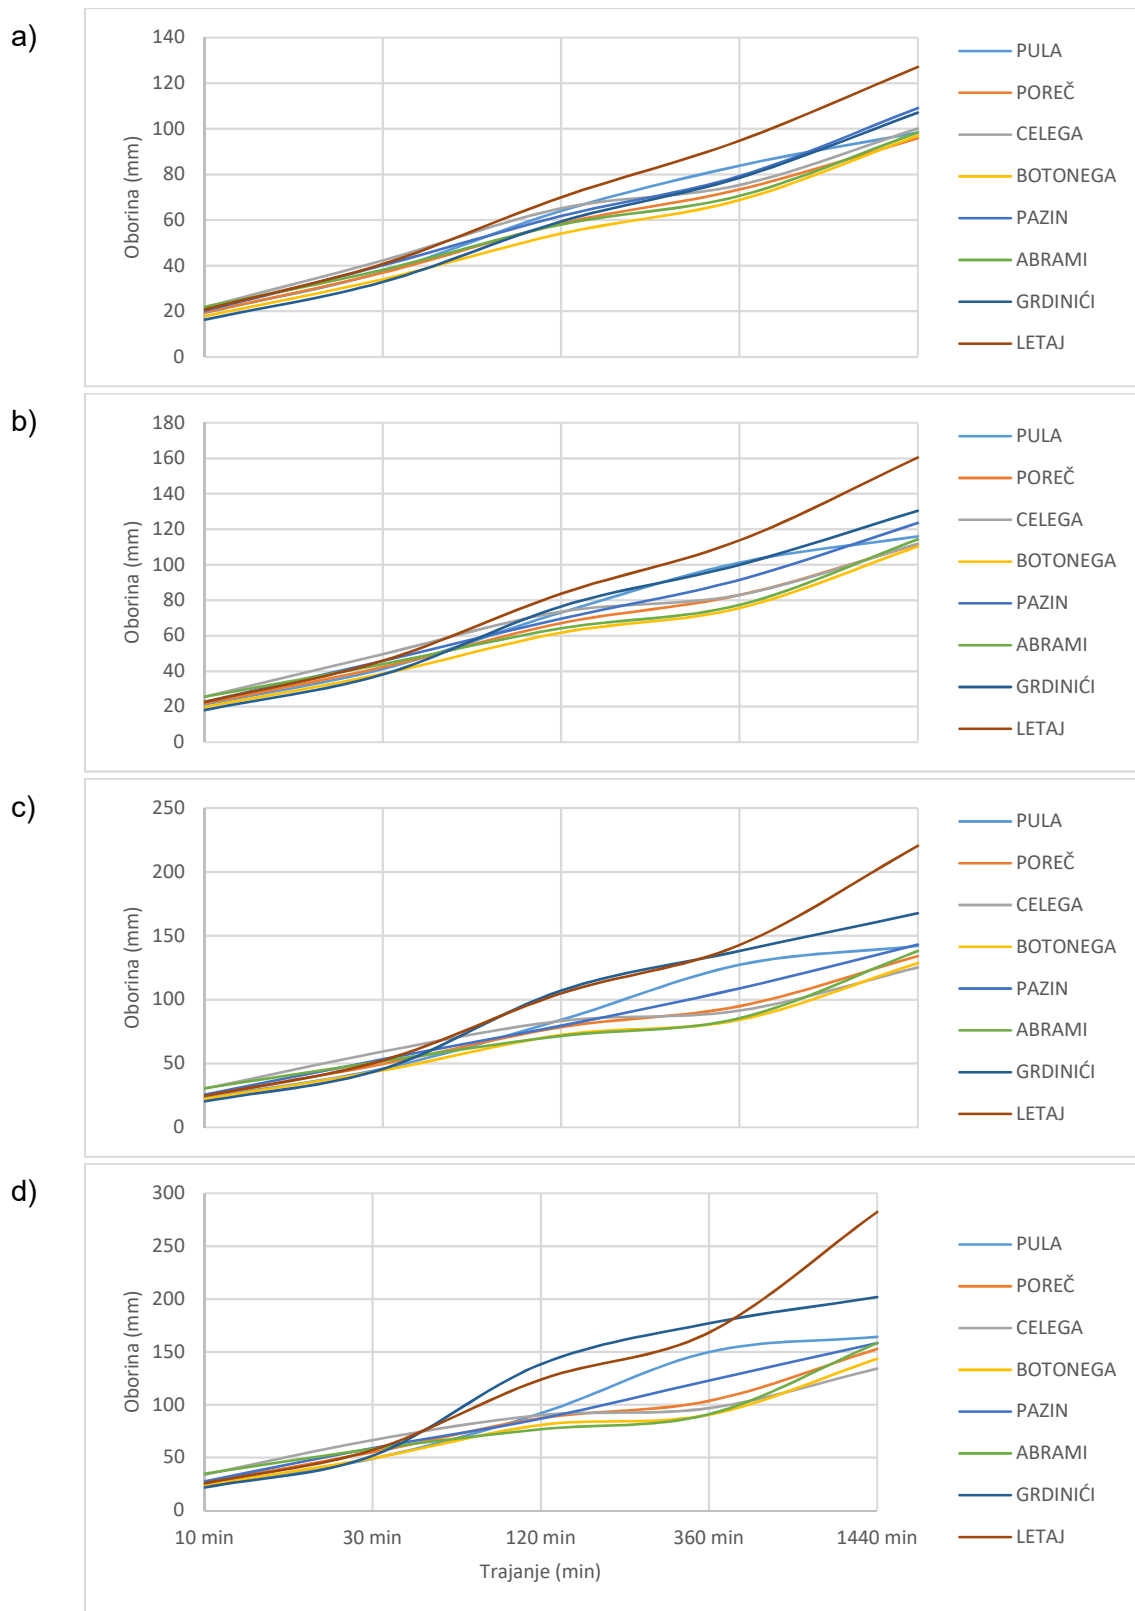 a)
140
120
100
80
60
40
20
0
Oborina (mm)
PULA
POREČ
CELEGA
BOTONEGA
PAZIN
ABRAMI
GRDINIĆI
LETAJ
b)
180
160
140
120
100
80
60
40
20
0
Oborina (mm)
PULA
POREČ
CELEGA
BOTONEGA
PAZIN
ABRAMI
GRDINIĆI
LETAJ
c)
250
200
150
100
50
0
Oborina (mm)
PULA
POREČ
CELEGA
BOTONEGA
PAZIN
ABRAMI
GRDINIĆI
LETAJ
d)
300
250
200
150
100
50
0
Oborina (mm)
10 min 30 min 120 min 360 min 1440 min
Trajanje (min)
PULA
POREČ
CELEGA
BOTONEGA
PAZIN
ABRAMI
GRDINIĆI
LETAJ